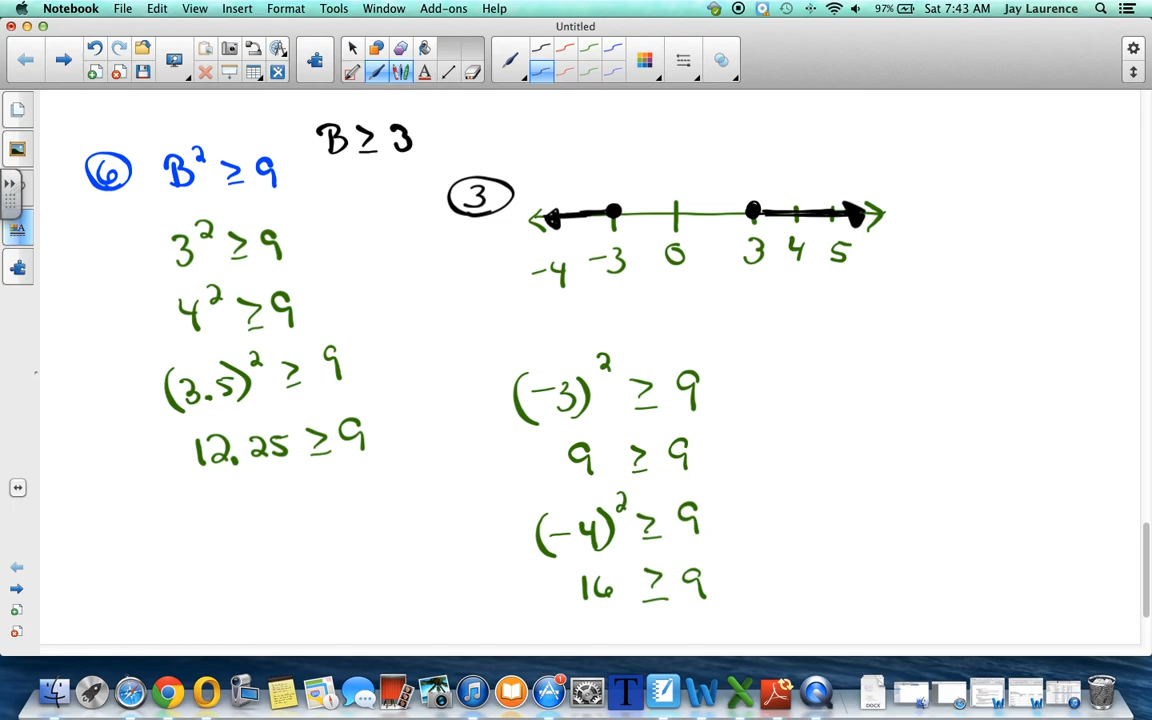 Notebook File Edit View Insert Format Tools Window Add-ons Help 97% Sat 7:43 AM Jay Laurence
Untitled
B ≥ 3
6 B² ≥ 9
3
-4 -3 0 3 4 5
3² ≥ 9
4² ≥ 9
(3.5)² ≥ 9
12.25 ≥ 9
(-3)² ≥ 9
9 ≥ 9
(-4)² ≥ 9
16 ≥ 9
DOCX